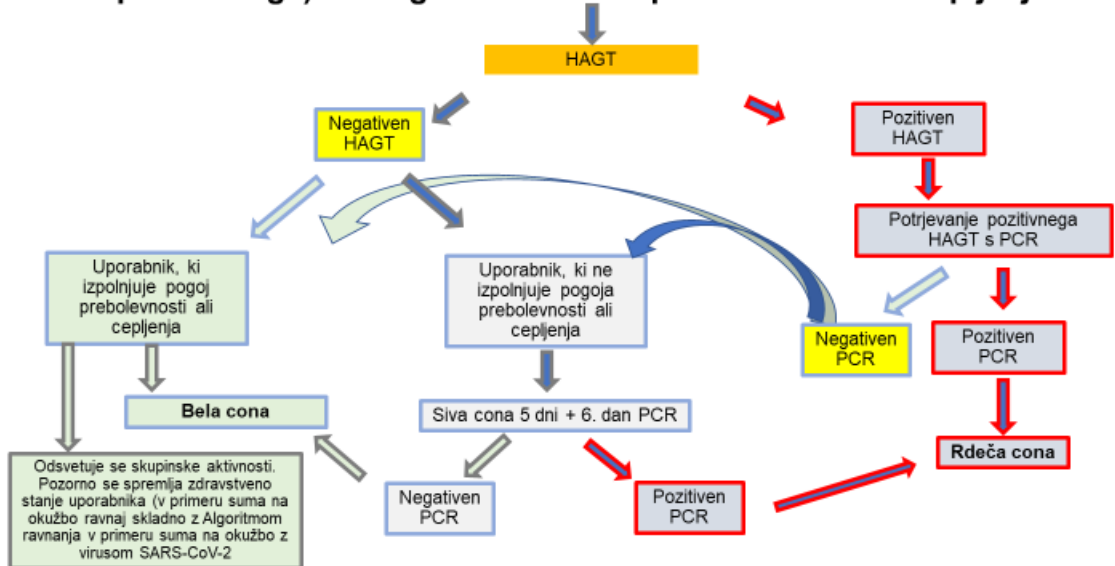 HAGT
Negativen
HAGT
Pozitiven
HAGT
Potrjevanje pozitivnega
HAGT s PCR
Uporabnik, ki
izpolnjuje pogoj
prebolevnosti ali
cepljenja
Uporabnik, ki ne
izpolnjuje pogoja
prebolevnosti ali
cepljenja
Negativen
PCR
Pozitiven
PCR
Bela cona
Siva cona 5 dni + 6. dan PCR
Rdeča cona
Odsvetuje se skupinske aktivnosti.
Pozorno se spremlja zdravstveno
stanje uporabnika (v primeru suma na
okužbo ravnaj skladno z Algoritmom
ravnanja v primeru suma na okužbo z
virusom SARS-CoV-2
Negativen
PCR
Pozitiven
PCR